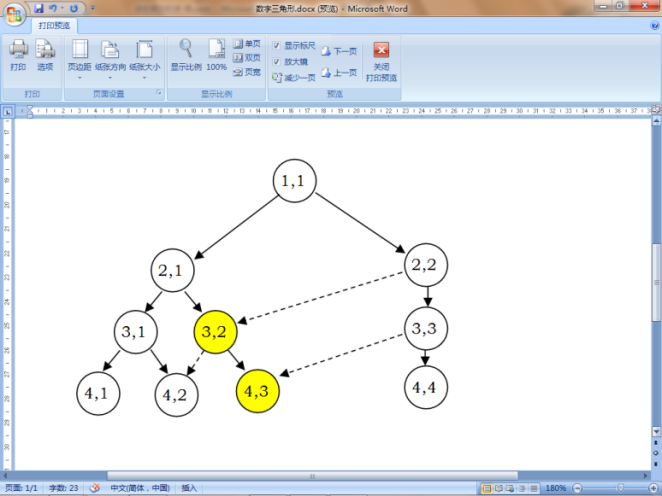 数字三角形.docx (预览) - Microsoft Word
打印预览
打印
选项
页边距
纸张方向
纸张大小
显示比例
100%
单页
双页
页宽
显示标尺
放大镜
减少一页
下一页
上一页
关闭
打印预览
打印
页面设置
显示比例
预览
1,1
2,1
2,2
3,1
3,2
3,3
4,1
4,2
4,3
4,4
页面: 1/1
字数: 23
中文(简体，中国)
插入
180%